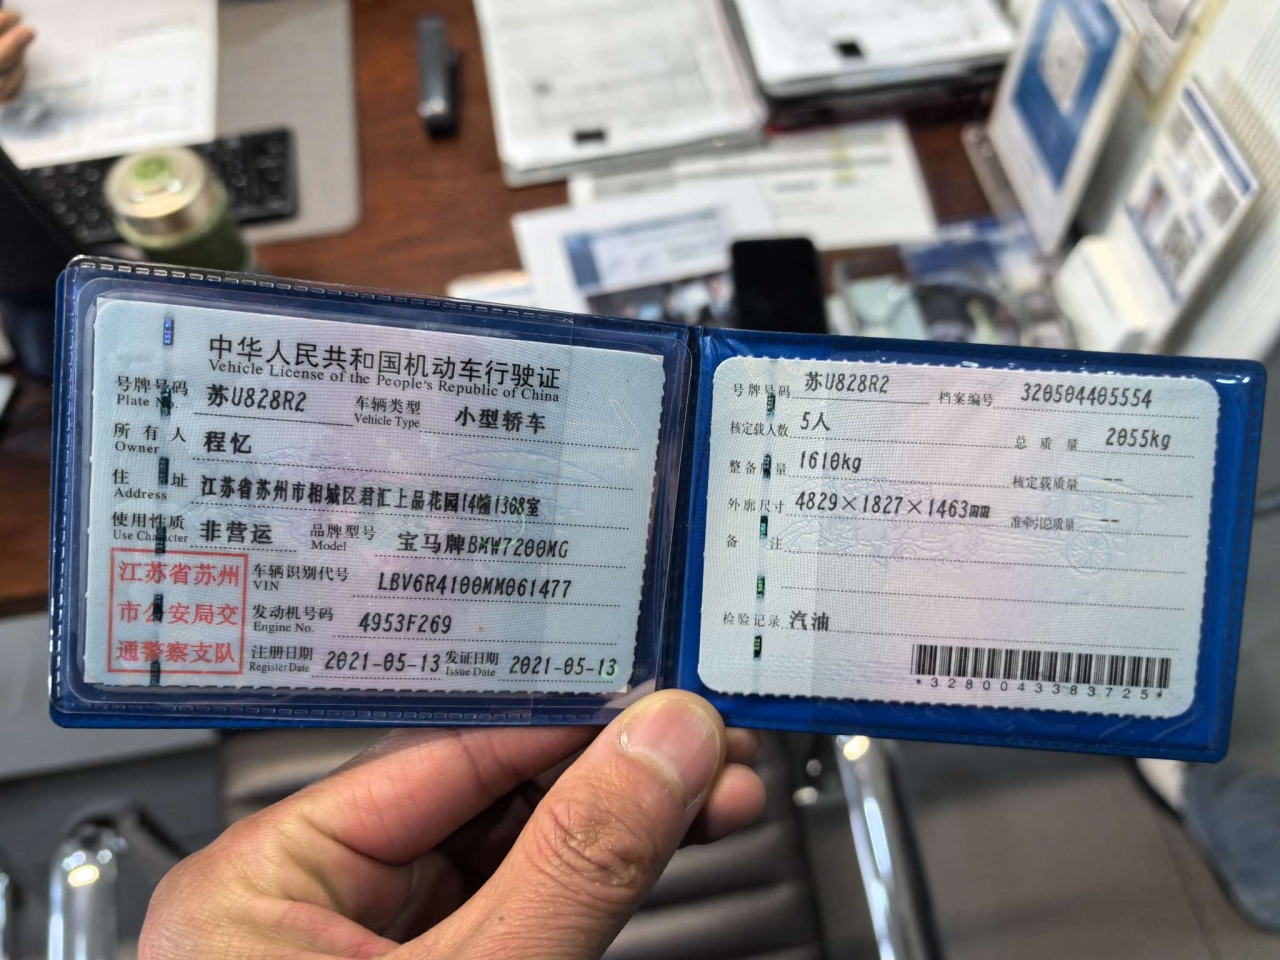 中华人民共和国机动车行驶证
Vehicle License of the People's Republic of China
号牌号码 苏U828R2 车辆类型 小型轿车
Plate No. Vehicle Type
所有人 程忆
Owner
住址 江苏省苏州市相城区君汇上品花园14幢1368室
Address
使用性质 非营运 品牌型号 宝马牌BMW7200MG
Use Character Model
江苏省苏州
市公安局交
通警察支队
车辆识别代号 LBV6R4100MM061477
VIN
发动机号码 4953F269
Engine No.
注册日期 2021-05-13 发证日期 2021-05-13
Register Date Issue Date
号牌号码 苏U828R2 档案编号 320504405554
核定载人数 5人 总质量 2055kg
整备质量 1610kg 核定载质量 --
外廓尺寸 4829×1827×1463mm 准牵引总质量 --
备注
检验记录 汽油
*3280043383725*